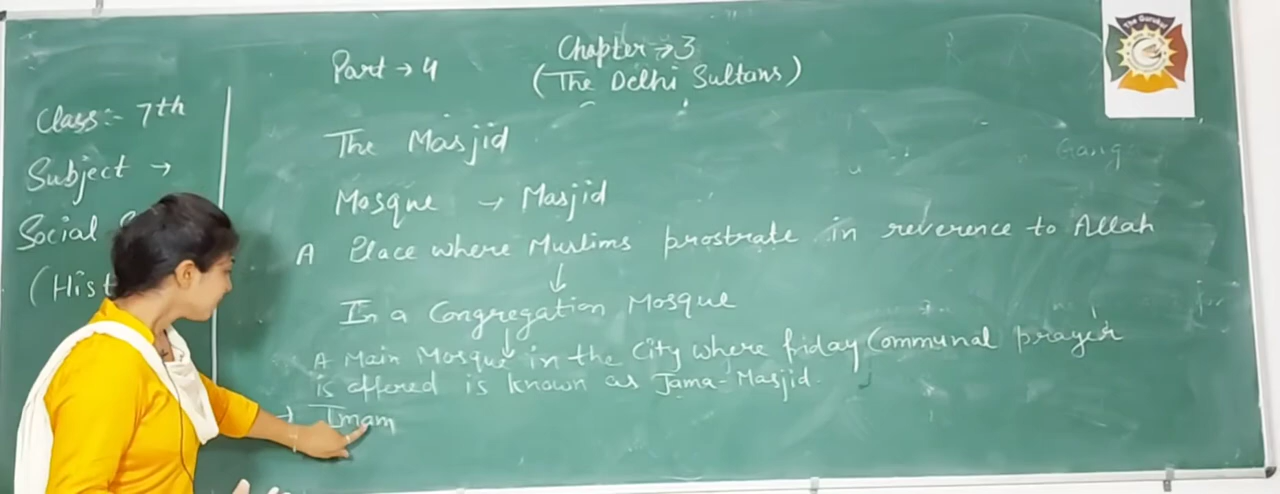 Part → 4
Chapter → 3
(The Delhi Sultans)
Class:- 7th
Subject →
Social
(Hist
The Masjid
Mosque → Masjid
A Place where Muslims prostrate in reverence to Allah
↓
In a Congregation Mosque
↓
A Main Mosque in the City where friday Communal prayer
is offered is known as Jama-Masjid.
→ Imam
The Gurukul